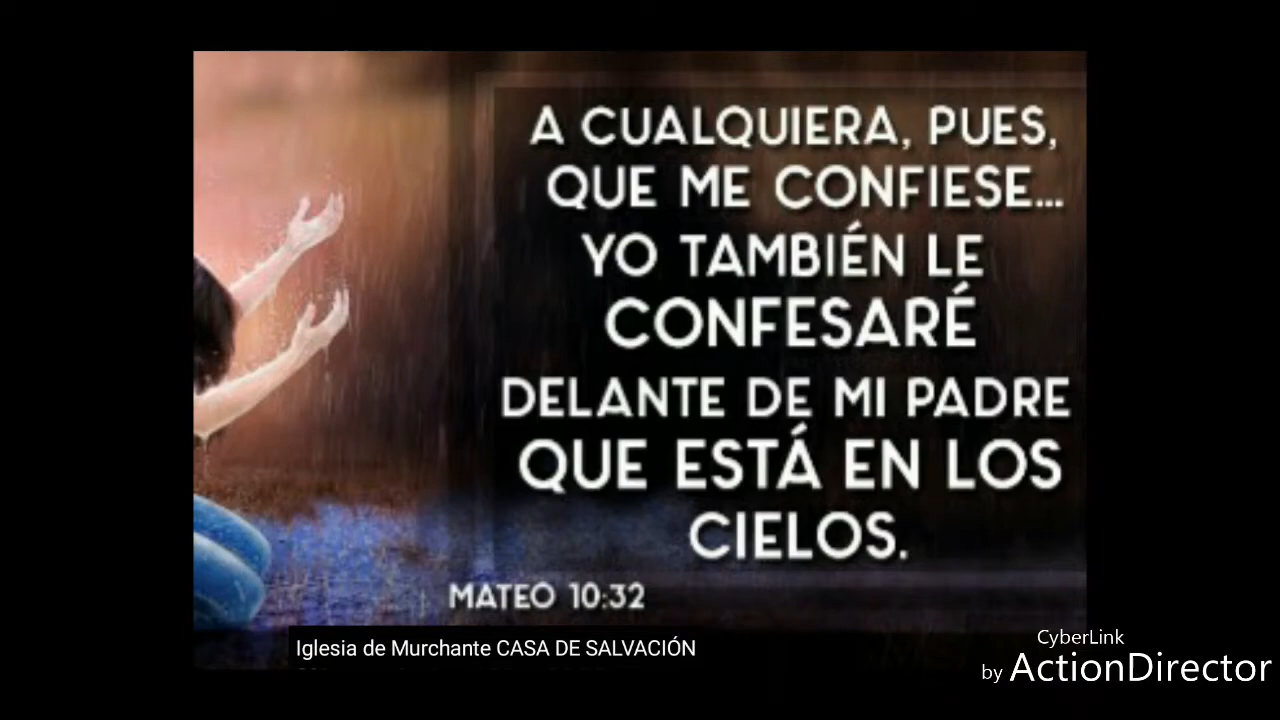 A CUALQUIERA, PUES,
QUE ME CONFIESE...
YO TAMBIÉN LE
CONFESARÉ
DELANTE DE MI PADRE
QUE ESTÁ EN LOS
CIELOS.
MATEO 10:32
Iglesia de Murchante CASA DE SALVACIÓN
CyberLink
by ActionDirector